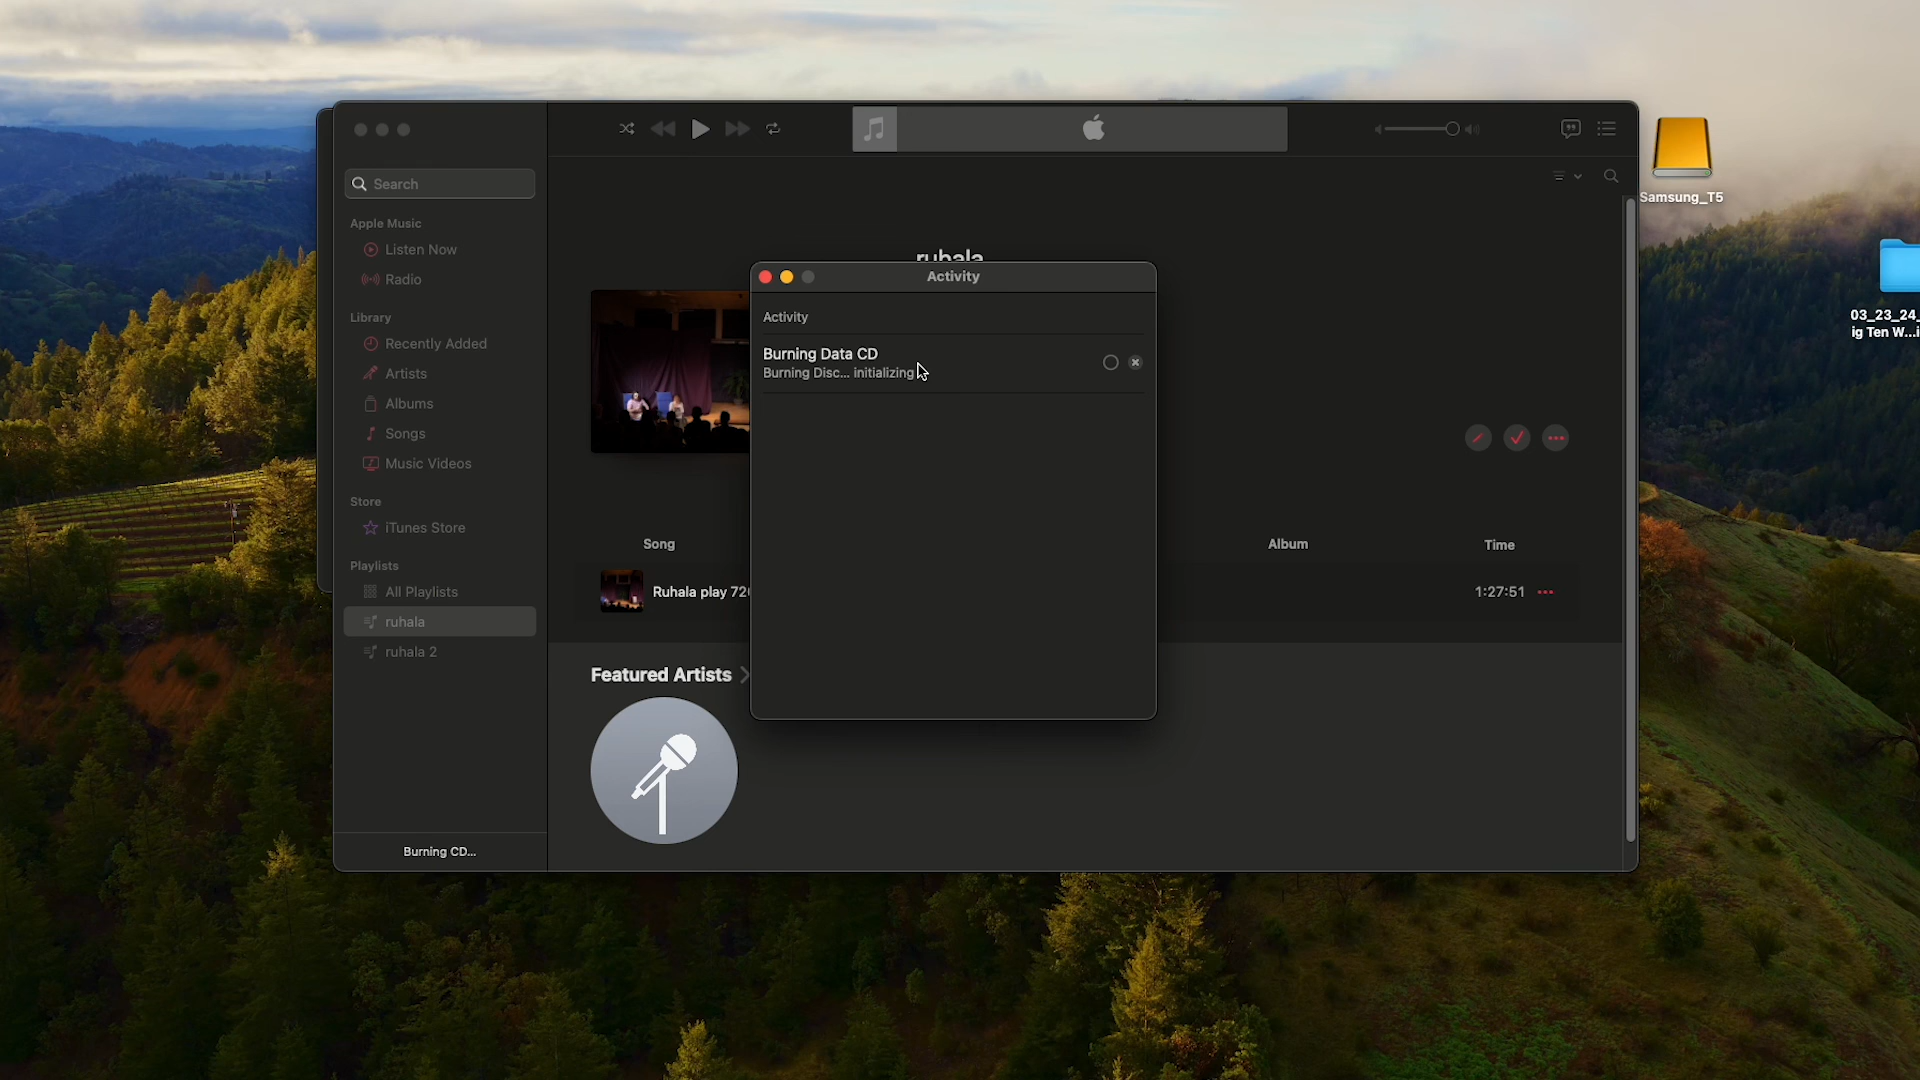 Search
Apple Music
Listen Now
Radio
Library
Recently Added
Artists
Albums
Songs
Music Videos
Store
iTunes Store
Playlists
All Playlists
ruhala
ruhala 2
Burning CD...
ruhala
Activity
Activity
Burning Data CD
Burning Disc... initializing
Song
Album
Time
Ruhala play 720
1:27:51
Featured Artists
Samsung_T5
03_23_24_
ig Ten W...i